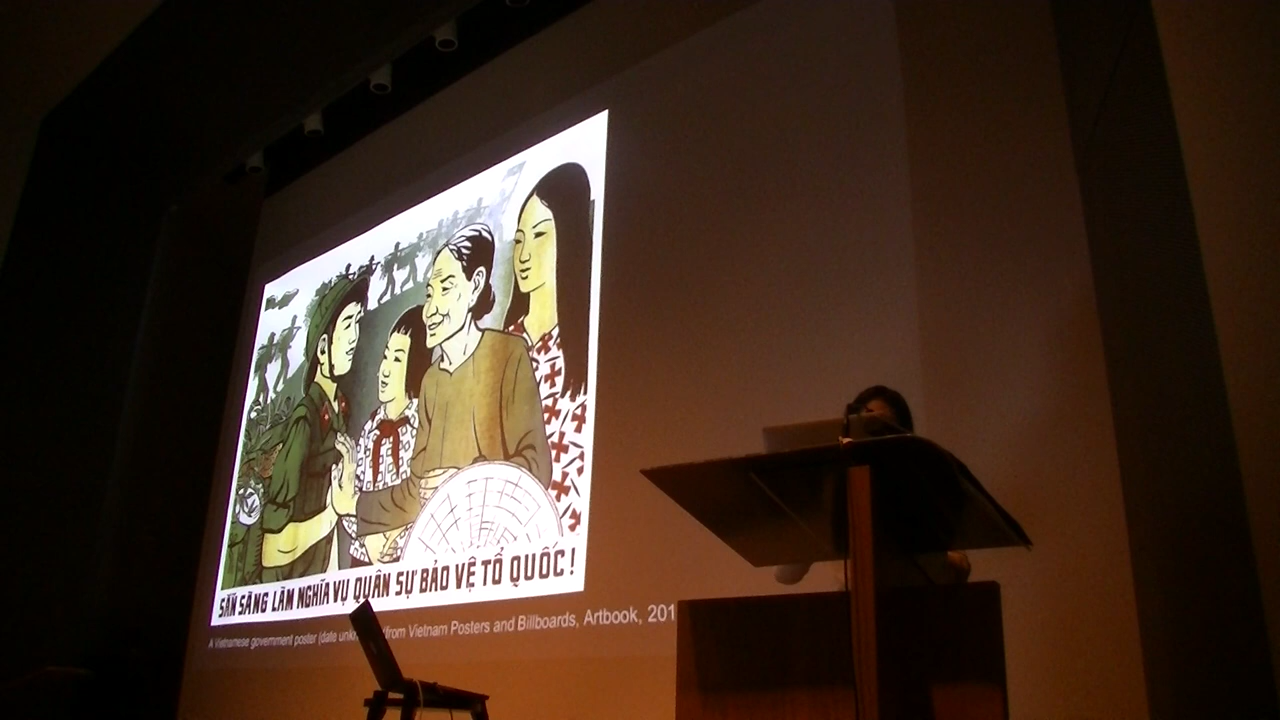 SẴN SÀNG LÀM NGHĨA VỤ QUÂN SỰ BẢO VỆ TỔ QUỐC!
A Vietnamese government poster (date from Vietnam Posters and Billboards, Artbook, 201